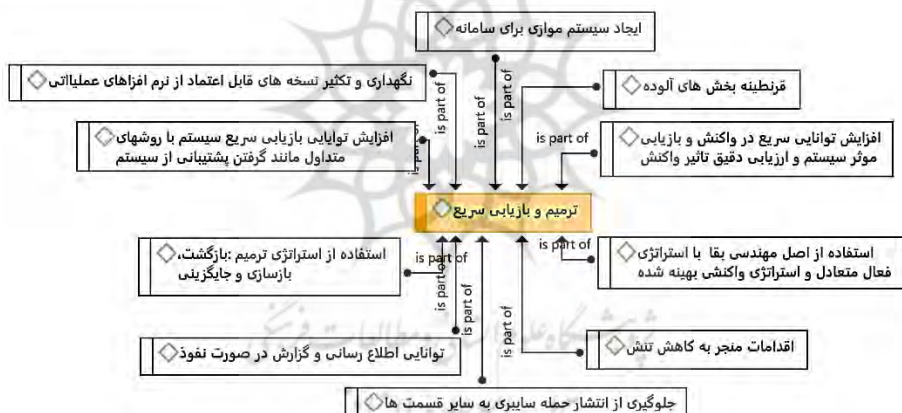 ایجاد سیستم موازی برای سامانه
نگهداری و تکثیر نسخه های قابل اعتماد از نرم افزاهای عملیاتی
is part of
is part of
is part of
قرنطینه بخش های آلوده
افزایش توانایی بازیابی سریع سیستم با روشهای
متداول مانند گرفتن پشتیبانی از سیستم
is part of
is part of
افزایش توانایی سریع در واکنش و بازیابی
موثر سیستم و ارزیابی دقیق تاثیر واکنش
ترمیم و بازیابی سریع
استفاده از استراتژی ترمیم :بازگشت،
بازسازی و جایگزینی
is part of
is part of
is part of
is part of
is part of
استفاده از اصل مهندسی بقا با استراتژی
فعال متعادل و استراتژی واکنشی بهینه شده
توانایی اطلاع رسانی و گزارش در صورت نفوذ
اقدامات منجر به کاهش تنش
جلوگیری از انتشار حمله سایبری به سایر قسمت ها
پژوهشگاه علوم انسانی و مطالعات فرهنگی